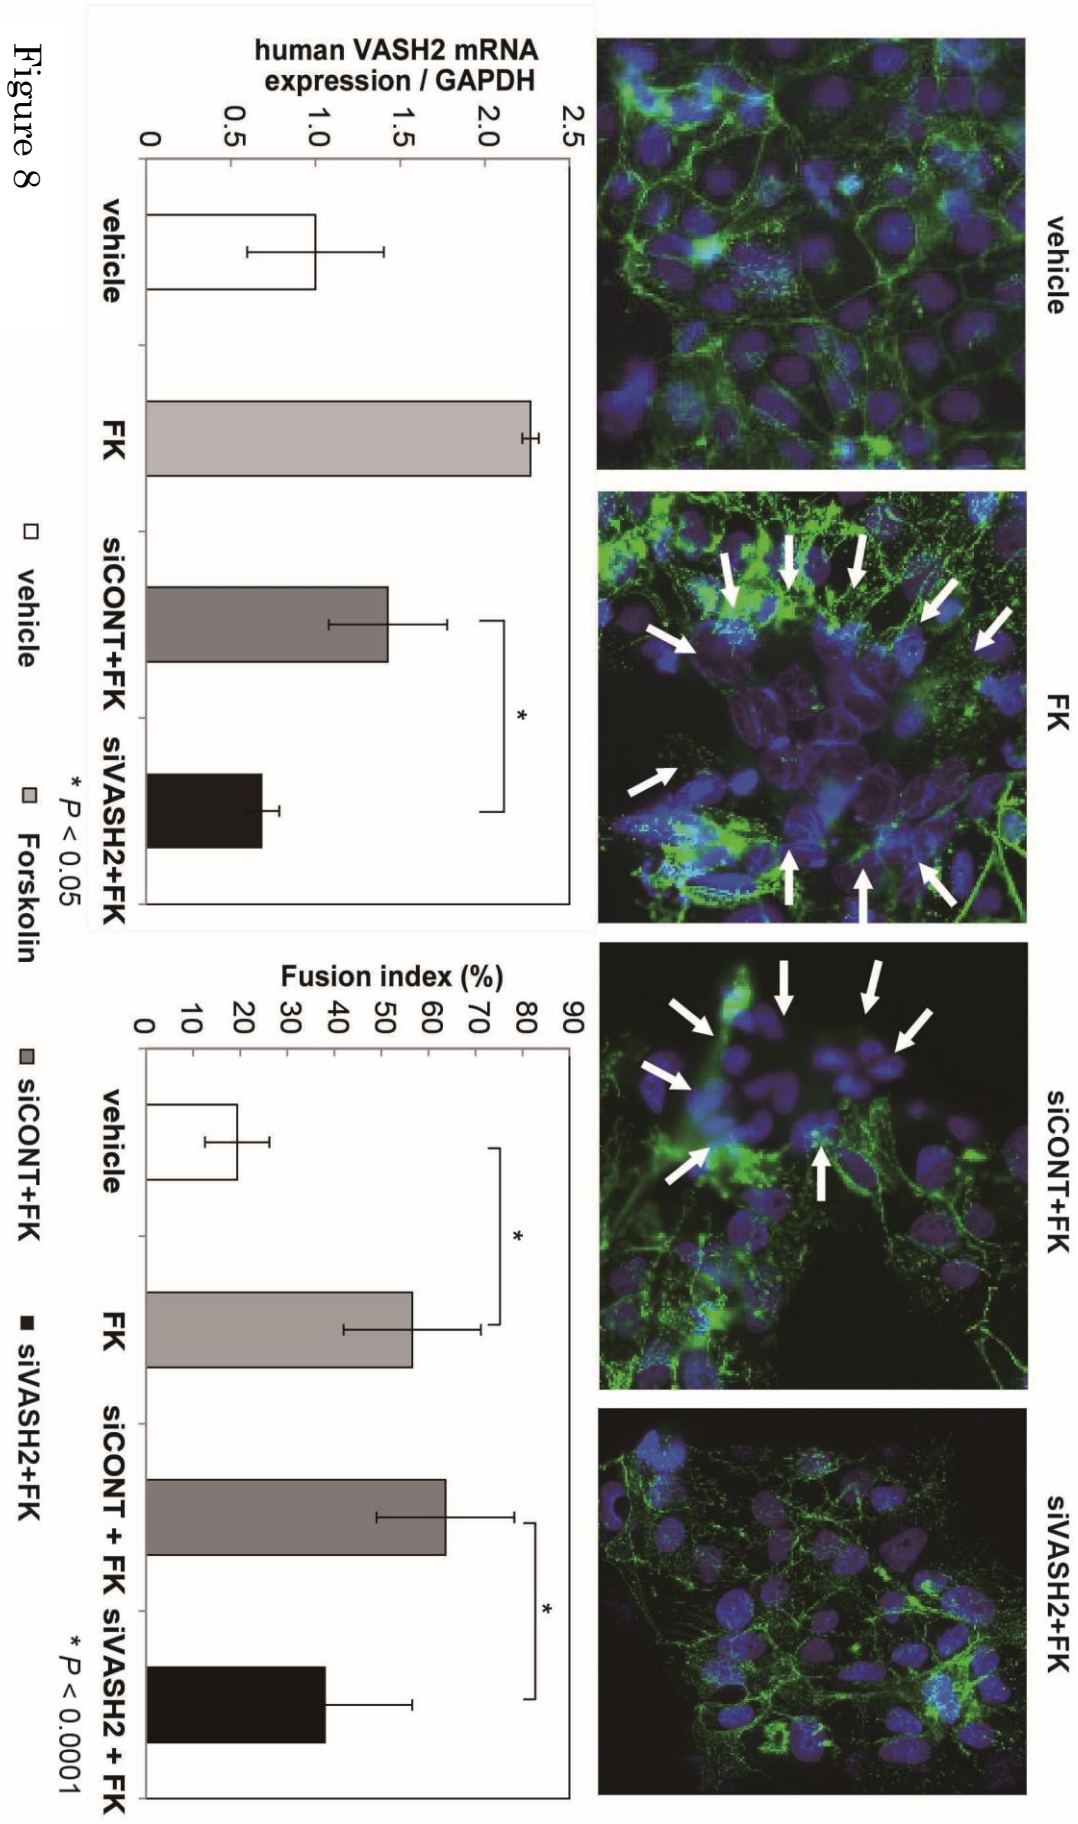 vehicle
FK
siCONT+FK
siVASH2+FK
human VASH2 mRNA
expression / GAPDH
2.5
2.0
1.5
1.0
0.5
0
vehicle
FK
siCONT+FK
siVASH2+FK
*
* P < 0.05
Fusion index (%)
90
80
70
60
50
40
30
20
10
0
vehicle
FK
siCONT + FK
siVASH2 + FK
*
*
* P < 0.0001
vehicle
Forskolin
siCONT+FK
siVASH2+FK
Figure 8